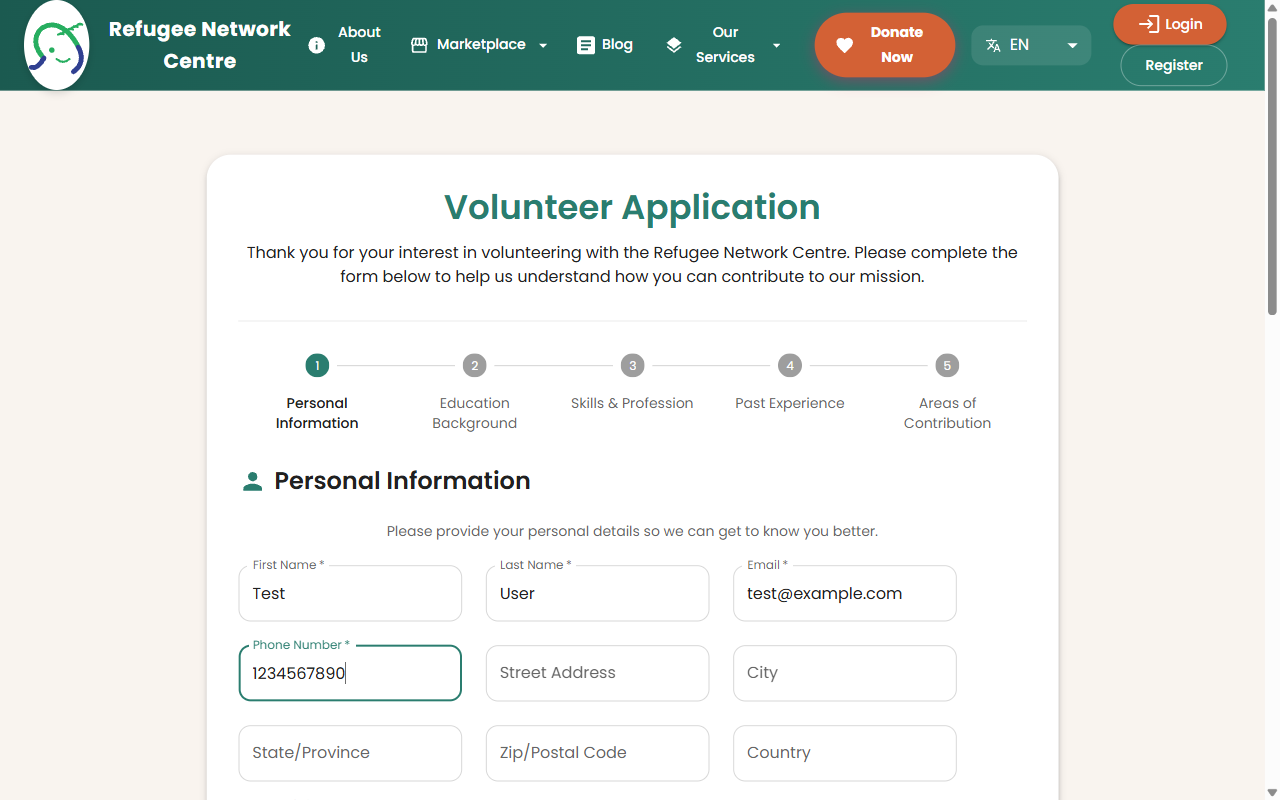 Refugee Network
Centre
About
Us
Marketplace
Blog
Our
Services
Donate
Now
EN
Login
Register
Volunteer Application
Thank you for your interest in volunteering with the Refugee Network Centre. Please complete the
form below to help us understand how you can contribute to our mission.
1
2
3
4
5
Personal
Information
Education
Background
Skills & Profession
Past Experience
Areas of
Contribution
Personal Information
Please provide your personal details so we can get to know you better.
First Name *
Last Name *
Email *
Test
User
test@example.com
Phone Number *
1234567890
Street Address
City
State/Province
Zip/Postal Code
Country